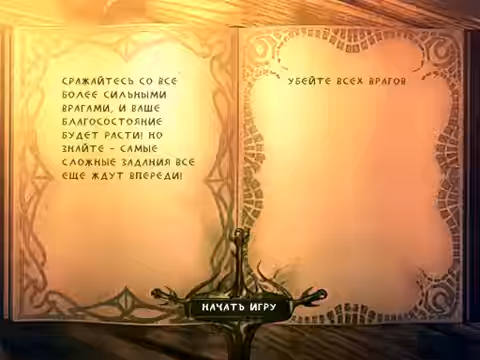 СРАЖАЙТЕСЬ СО ВСЕ
БОЛЕЕ СИЛЬНЫМИ
ВРАГАМИ, И ВАШЕ
БЛАГОСОСТОЯНИЕ
БУДЕТ РАСТИ! НО
ЗНАЙТЕ - САМЫЕ
СЛОЖНЫЕ ЗАДАНИЯ ВСЕ
ЕЩЕ ЖДУТ ВПЕРЕДИ!
УБЕЙТЕ ВСЕХ ВРАГОВ
НАЧАТЬ ИГРУ